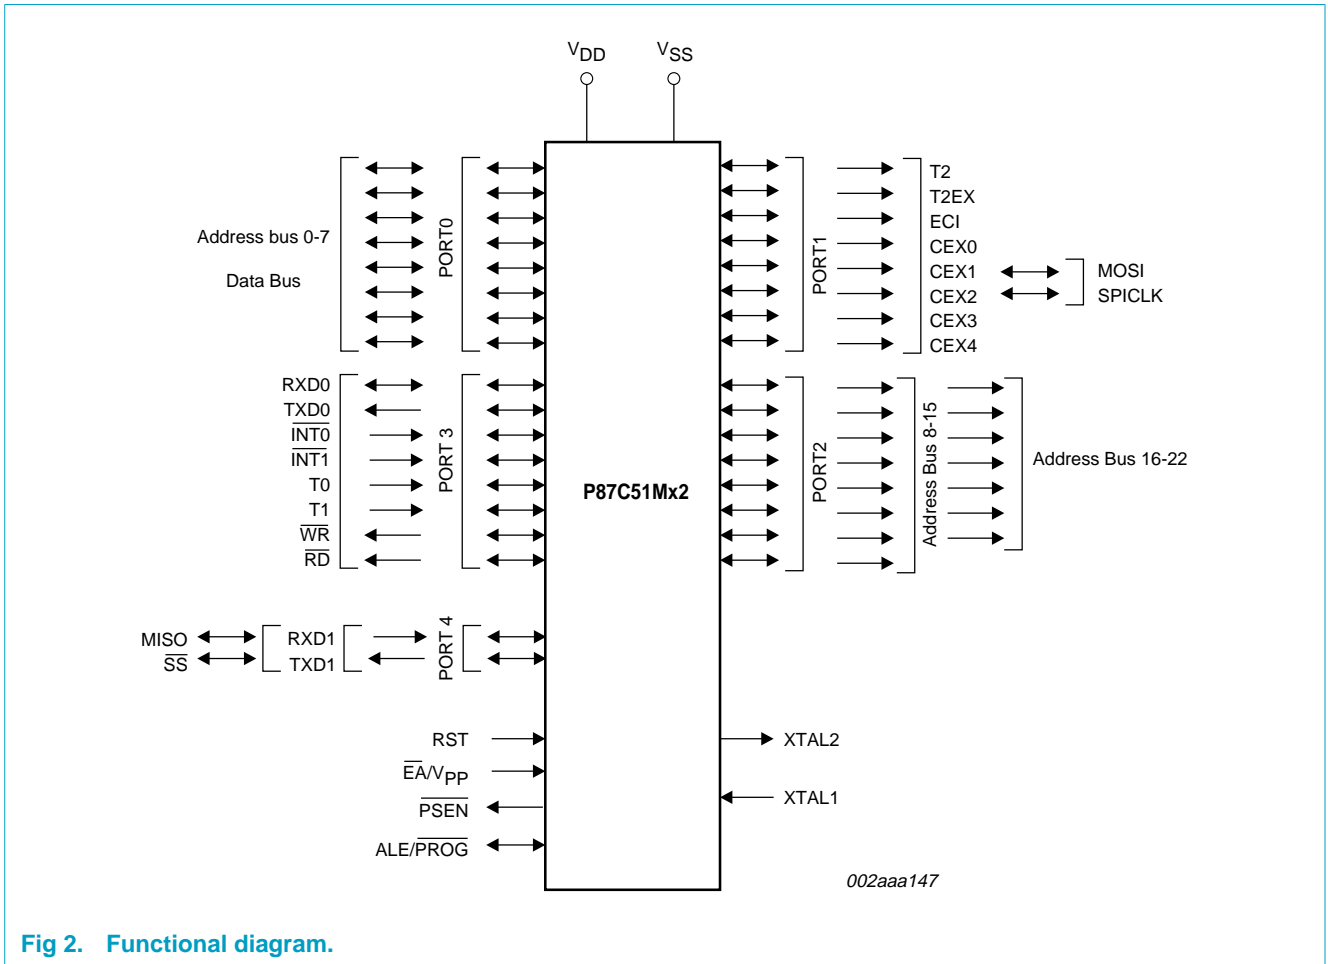 VDD
VSS
Address bus 0-7
Data Bus
PORT0
PORT1
T2
T2EX
ECI
CEX0
CEX1
CEX2
CEX3
CEX4
MOSI
SPICLK
RXD0
TXD0
INT0
INT1
T0
T1
WR
RD
PORT 3
P87C51Mx2
PORT2
Address Bus 8-15
Address Bus 16-22
MISO
SS
RXD1
TXD1
PORT 4
RST
EA/VPP
PSEN
ALE/PROG
XTAL2
XTAL1
002aaa147
Fig 2. Functional diagram.